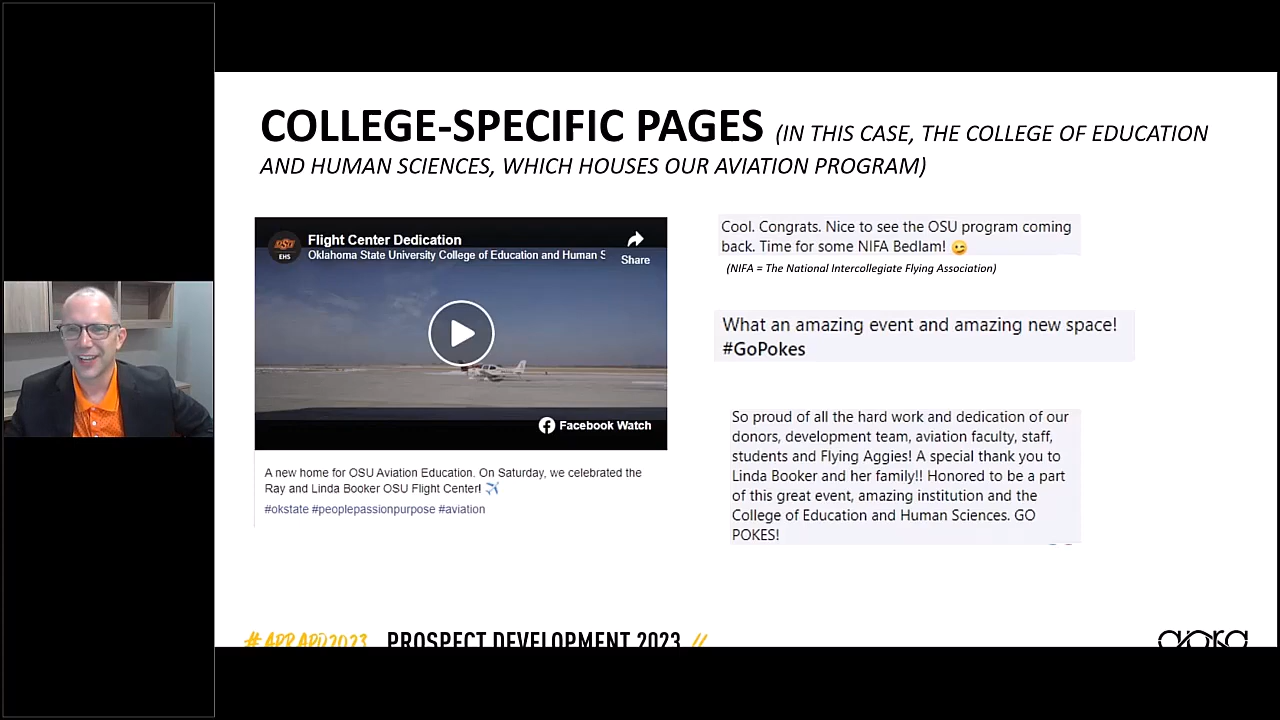 COLLEGE-SPECIFIC PAGES (IN THIS CASE, THE COLLEGE OF EDUCATION
AND HUMAN SCIENCES, WHICH HOUSES OUR AVIATION PROGRAM)
OSU
EHS
Flight Center Dedication
Oklahoma State University College of Education and Human S
Share
Facebook Watch
A new home for OSU Aviation Education. On Saturday, we celebrated the
Ray and Linda Booker OSU Flight Center! ✈️
#okstate #peoplepassionpurpose #aviation
Cool. Congrats. Nice to see the OSU program coming
back. Time for some NIFA Bedlam! 😉
(NIFA = The National Intercollegiate Flying Association)
What an amazing event and amazing new space!
#GoPokes
So proud of all the hard work and dedication of our
donors, development team, aviation faculty, staff,
students and Flying Aggies! A special thank you to
Linda Booker and her family!! Honored to be a part
of this great event, amazing institution and the
College of Education and Human Sciences. GO
POKES!
#APRAPD2023 PROSPECT DEVELOPMENT 2023 //
apra